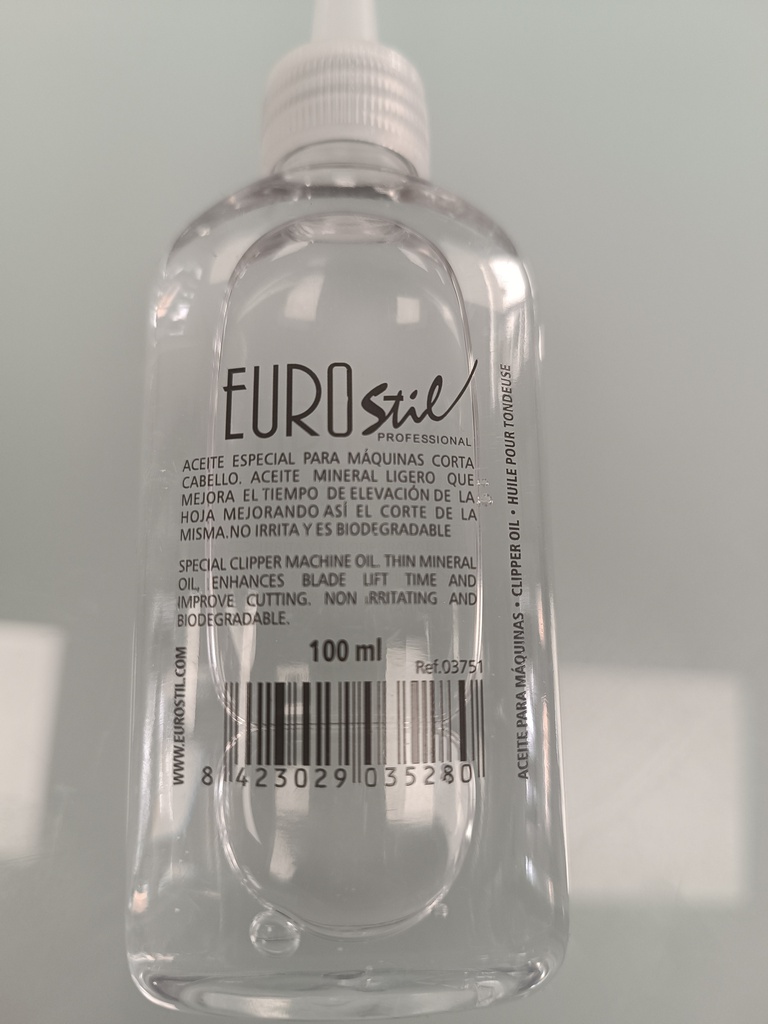 EUROStil
PROFESSIONAL
ACEITE ESPECIAL PARA MÁQUINAS CORTA
CABELLO. ACEITE MINERAL LIGERO QUE
MEJORA EL TIEMPO DE ELEVACIÓN DE LA
HOJA MEJORANDO ASÍ EL CORTE DE LA
MISMA.NO IRRITA Y ES BIODEGRADABLE
SPECIAL CLIPPER MACHINE OIL. THIN MINERAL
OIL, ENHANCES BLADE LIFT TIME AND
IMPROVE CUTTING. NON IRRITATING AND
BIODEGRADABLE.
100 ml
Ref.03751
WWW.EUROSTIL.COM
8 423029 035280
ACEITE PARA MÁQUINAS • CLIPPER OIL • HUILE POUR TONDEUSE